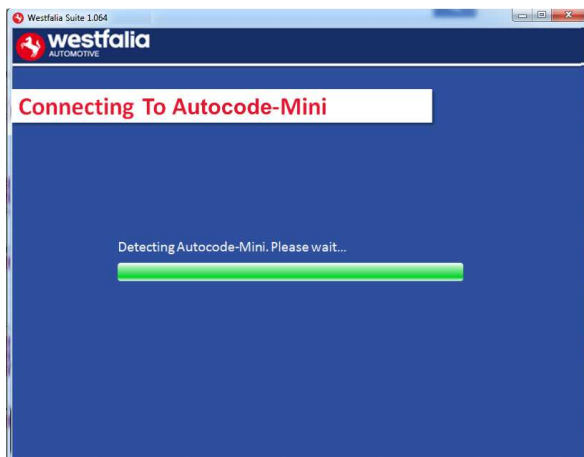 Westfalia Suite 1.064
westfalia
AUTOMOTIVE
Connecting To Autocode-Mini
Detecting Autocode-Mini. Please wait...